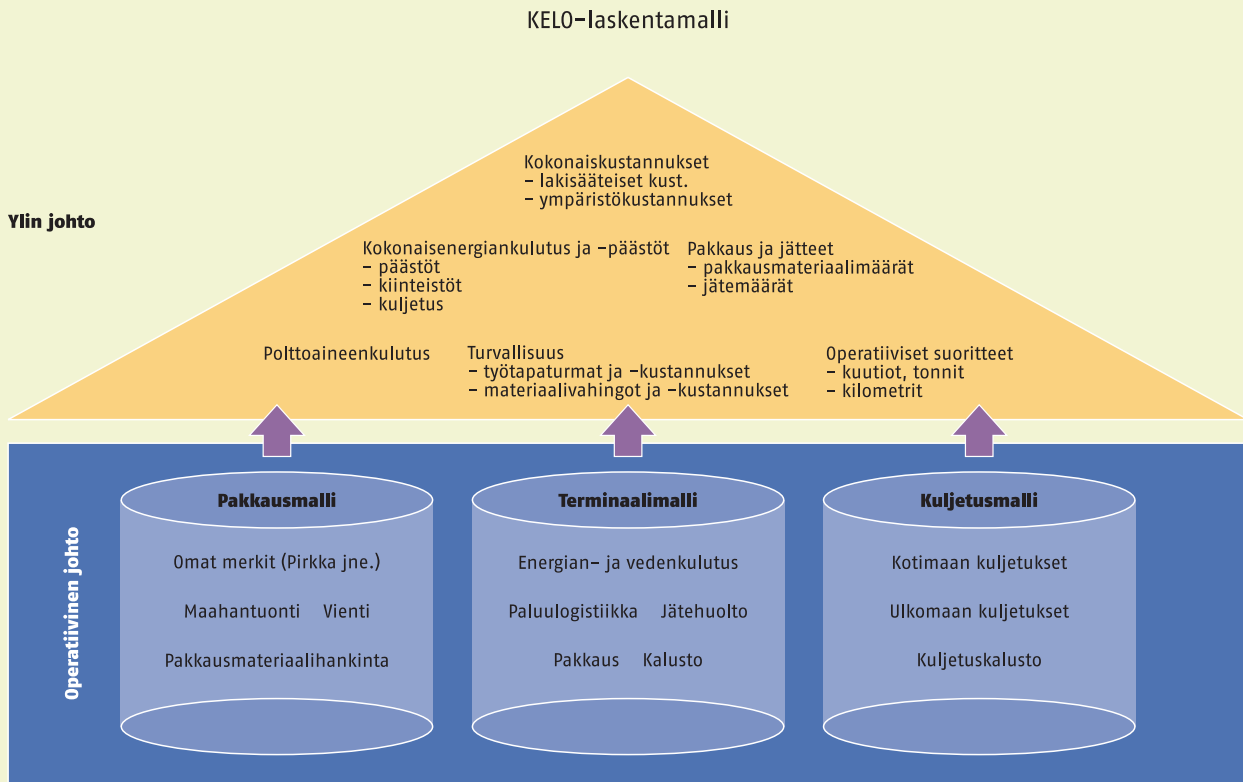 KELO-laskentamalli
Ylin johto
Kokonaiskustannukset
- lakisääteiset kust.
- ympäristökustannukset
Kokonaisenergiankulutus ja -päästöt
- päästöt
- kiinteistöt
- kuljetus
Pakkaus ja jätteet
- pakkausmateriaalimäärät
- jätemäärät
Polttoaineenkulutus
Turvallisuus
- työtapaturmat ja -kustannukset
- materiaalivahingot ja -kustannukset
Operatiiviset suoritteet
- kuutiot, tonnit
- kilometrit
Operatiivinen johto
Pakkausmalli
Omat merkit (Pirkka jne.)
Maahantuonti Vienti
Pakkausmateriaalihankinta
Terminaalimalli
Energian- ja vedenkulutus
Paluulogistiikka Jätehuolto
Pakkaus Kalusto
Kuljetusmalli
Kotimaan kuljetukset
Ulkomaan kuljetukset
Kuljetuskalusto